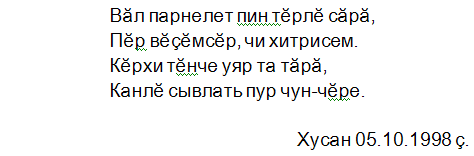 Вăл парнелет пин тĕрлĕ сăрă,
Пĕр вĕçĕмсĕр, чи хитрисем.
Кĕрхи тĕнче уяр та тăрă,
Канлĕ сывлать пур чун-чĕре.
Хусан 05.10.1998 ç.